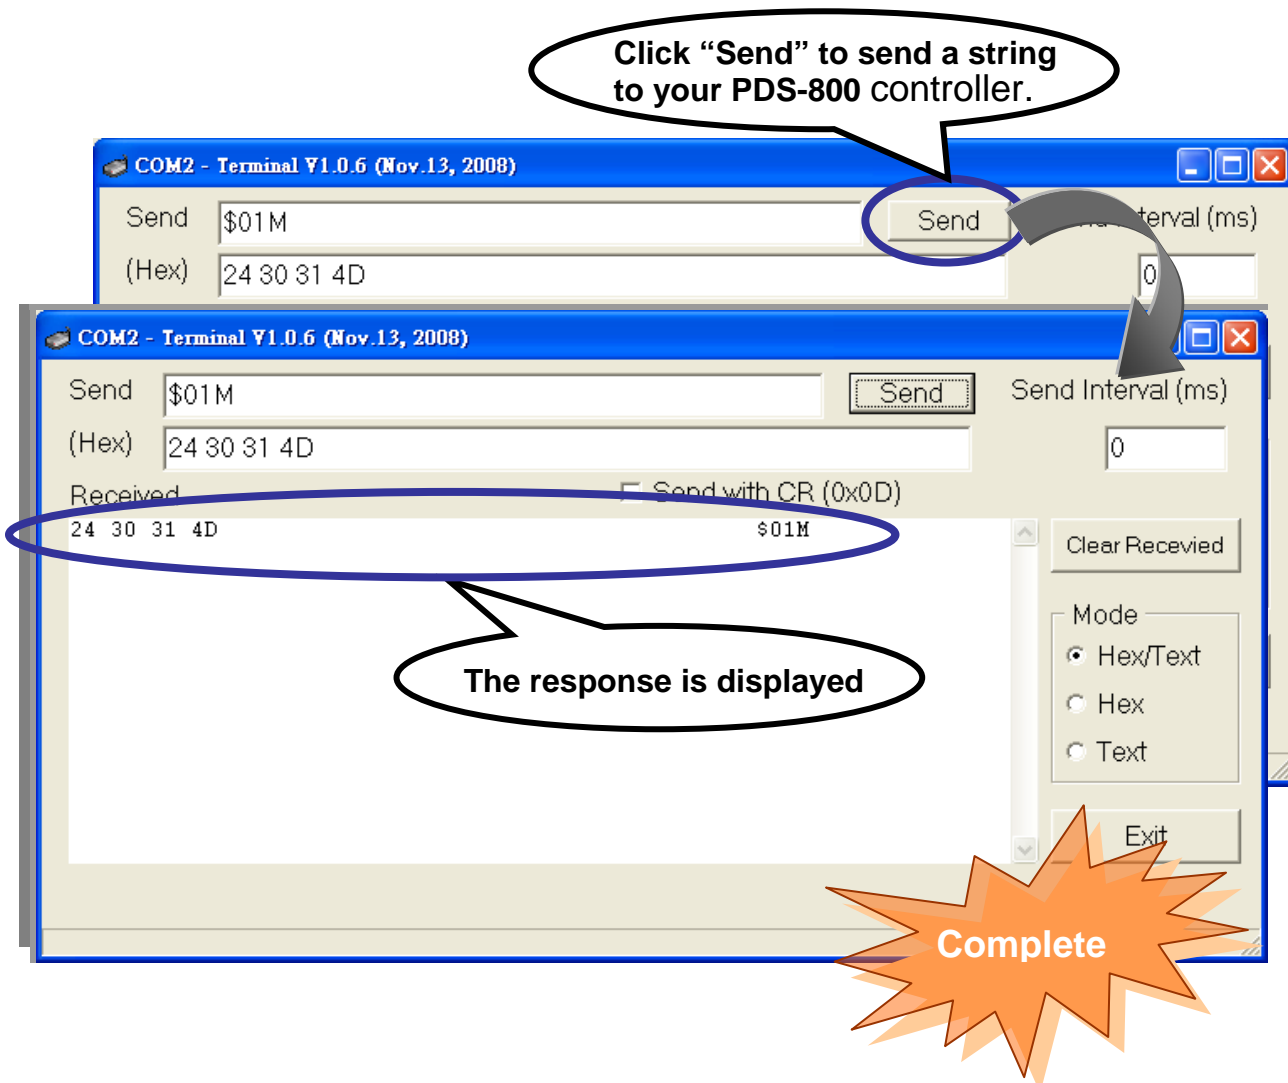 Click “Send” to send a string
to your PDS-800 controller.
COM2 - Terminal V1.0.6 (Nov.13, 2008)
Send $01M Send Interval (ms)
(Hex) 24 30 31 4D 0
COM2 - Terminal V1.0.6 (Nov.13, 2008)
Send $01M Send Send Interval (ms)
(Hex) 24 30 31 4D 0
Received Send with CR (0x0D)
24 30 31 4D $01M
Clear Recevied
Mode
Hex/Text
The response is displayed
Hex
Text
Exit
Complete